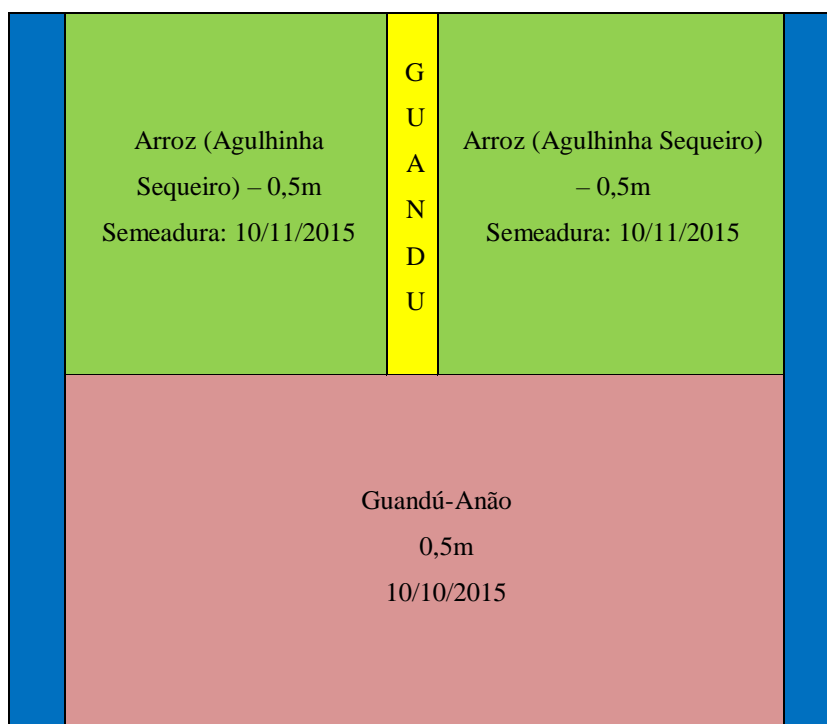 Arroz (Agulhinha
Sequeiro) – 0,5m
Semeadura: 10/11/2015
G
U
A
N
D
U
Arroz (Agulhinha Sequeiro)
– 0,5m
Semeadura: 10/11/2015
Guandú-Anão
0,5m
10/10/2015